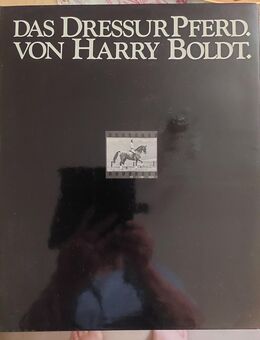 DAS DRESSURPFERD.
VON HARRY BOLDT.